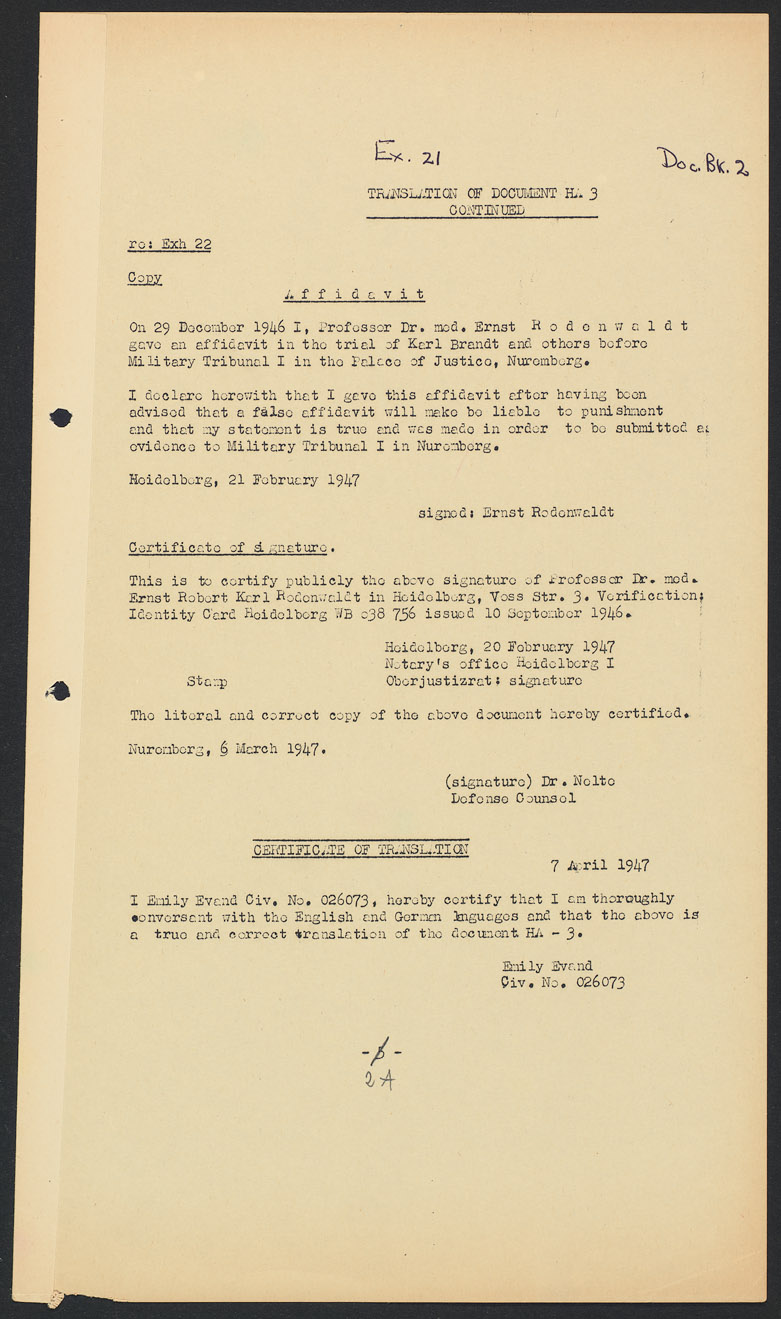 Ex. 21
Doc. Bk. 2
TRANSLATION OF DOCUMENT HA 3
CONTINUED
re: Exh 22
Copy
A f f i d a v i t
On 29 December 1946 I, Professor Dr. med. Ernst R o d e n w a l d t
gave an affidavit in the trial of Karl Brandt and others before
Military Tribunal I in the Palace of Justice, Nuremberg.
I declare herewith that I gave this affidavit after having been
advised that a false affidavit will make be liable to punishment
and that my statement is true and was made in order to be submitted as
evidence to Military Tribunal I in Nuremberg.
Heidelberg, 21 February 1947
signed: Ernst Rodenwaldt
Certificate of signature.
This is to certify publicly the above signature of Professor Dr. med.
Ernst Robert Karl Rodenwaldt in Heidelberg, Voss Str. 3. Verification:
Identity Card Heidelberg WB 038 756 issued 10 September 1946.
Heidelberg, 20 February 1947
Notary's office Heidelberg I
Stamp Oberjustizrat: signature
The literal and correct copy of the above document hereby certified.
Nuremberg, 6 March 1947.
(signature) Dr. Nelte
Defense Counsel
CERTIFICATE OF TRANSLATION
7 April 1947
I Emily Evand Civ. No. 026073, hereby certify that I am thoroughly
conversant with the English and German lnguages and that the above is
a true and correct translation of the document HA - 3.
Emily Evand
Civ. No. 026073
2A